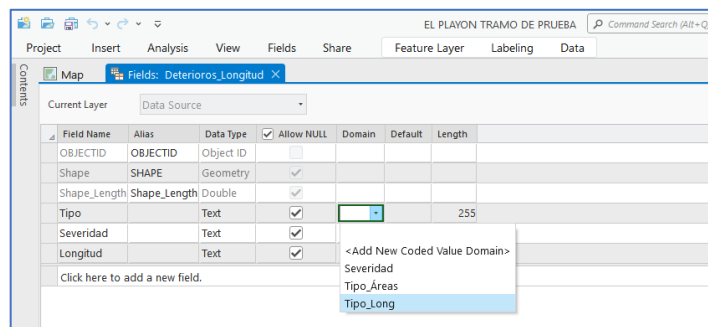 EL PLAYON TRAMO DE PRUEBA
Command Search (Alt+Q
Project Insert Analysis View Fields Share Feature Layer Labeling Data
Contents
Map Fields: Deterioros_Longitud
Current Layer Data Source
Field Name Alias Data Type Allow NULL Domain Default Length
OBJECTID OBJECTID Object ID
Shape SHAPE Geometry
Shape_Length Shape_Length Double
Tipo Text 255
Severidad Text
Longitud Text
<Add New Coded Value Domain>
Click here to add a new field.
Severidad
Tipo_Áreas
Tipo_Long